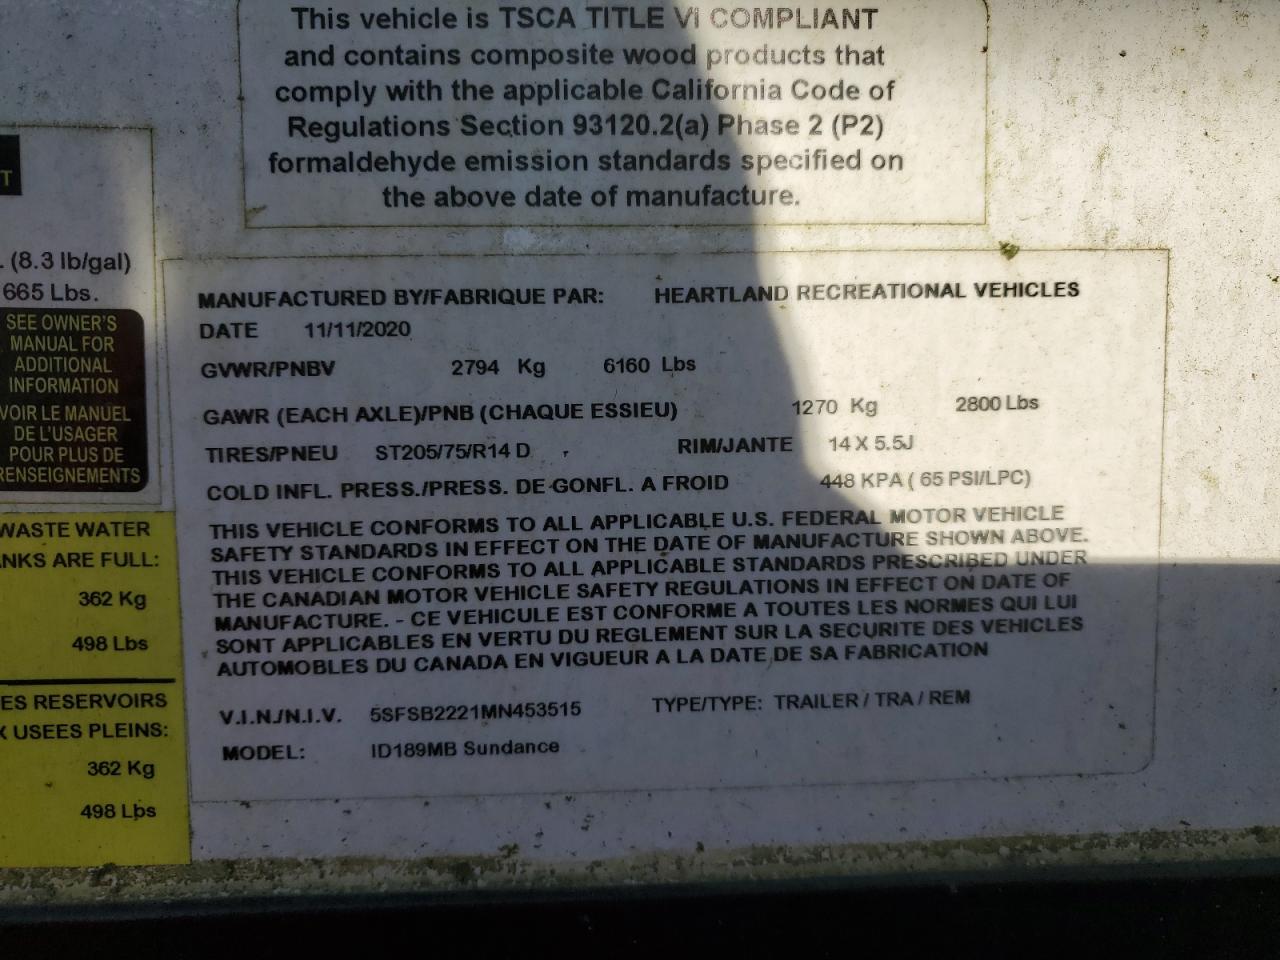 This vehicle is TSCA TITLE VI COMPLIANT
and contains composite wood products that
comply with the applicable California Code of
Regulations Section 93120.2(a) Phase 2 (P2)
formaldehyde emission standards specified on
the above date of manufacture.
T
. (8.3 lb/gal)
665 Lbs.
SEE OWNER'S
MANUAL FOR
ADDITIONAL
INFORMATION
VOIR LE MANUEL
DE L'USAGER
POUR PLUS DE
RENSEIGNEMENTS
WASTE WATER
NKS ARE FULL:
362 Kg
498 Lbs
ES RESERVOIRS
X USEES PLEINS:
362 Kg
498 Lbs
MANUFACTURED BY/FABRIQUE PAR: HEARTLAND RECREATIONAL VEHICLES
DATE 11/11/2020
GVWR/PNBV 2794 Kg 6160 Lbs
GAWR (EACH AXLE)/PNB (CHAQUE ESSIEU) 1270 Kg 2800 Lbs
TIRES/PNEU ST205/75/R14 D RIM/JANTE 14 X 5.5J
COLD INFL. PRESS./PRESS. DE GONFL. A FROID 448 KPA ( 65 PSI/LPC)
THIS VEHICLE CONFORMS TO ALL APPLICABLE U.S. FEDERAL MOTOR VEHICLE
SAFETY STANDARDS IN EFFECT ON THE DATE OF MANUFACTURE SHOWN ABOVE.
THIS VEHICLE CONFORMS TO ALL APPLICABLE STANDARDS PRESCRIBED UNDER
THE CANADIAN MOTOR VEHICLE SAFETY REGULATIONS IN EFFECT ON DATE OF
MANUFACTURE. - CE VEHICULE EST CONFORME A TOUTES LES NORMES QUI LUI
SONT APPLICABLES EN VERTU DU REGLEMENT SUR LA SECURITE DES VEHICLES
AUTOMOBLES DU CANADA EN VIGUEUR A LA DATE DE SA FABRICATION
V.I.N./N.I.V. 5SFSB2221MN453515 TYPE/TYPE: TRAILER / TRA / REM
MODEL: ID189MB Sundance